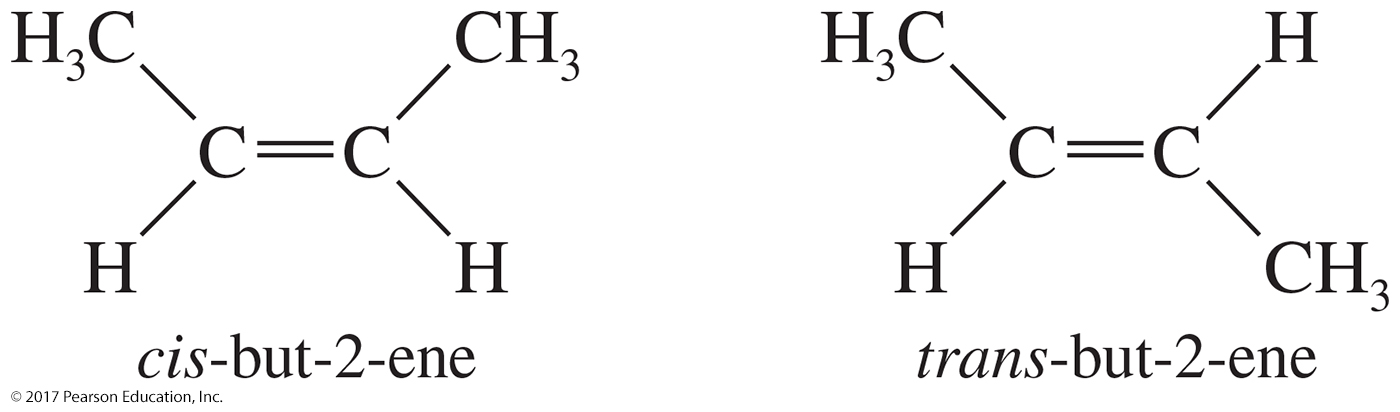 H₃C CH₃ H₃C H
C=C C=C
H H H CH₃
cis-but-2-ene trans-but-2-ene
© 2017 Pearson Education, Inc.